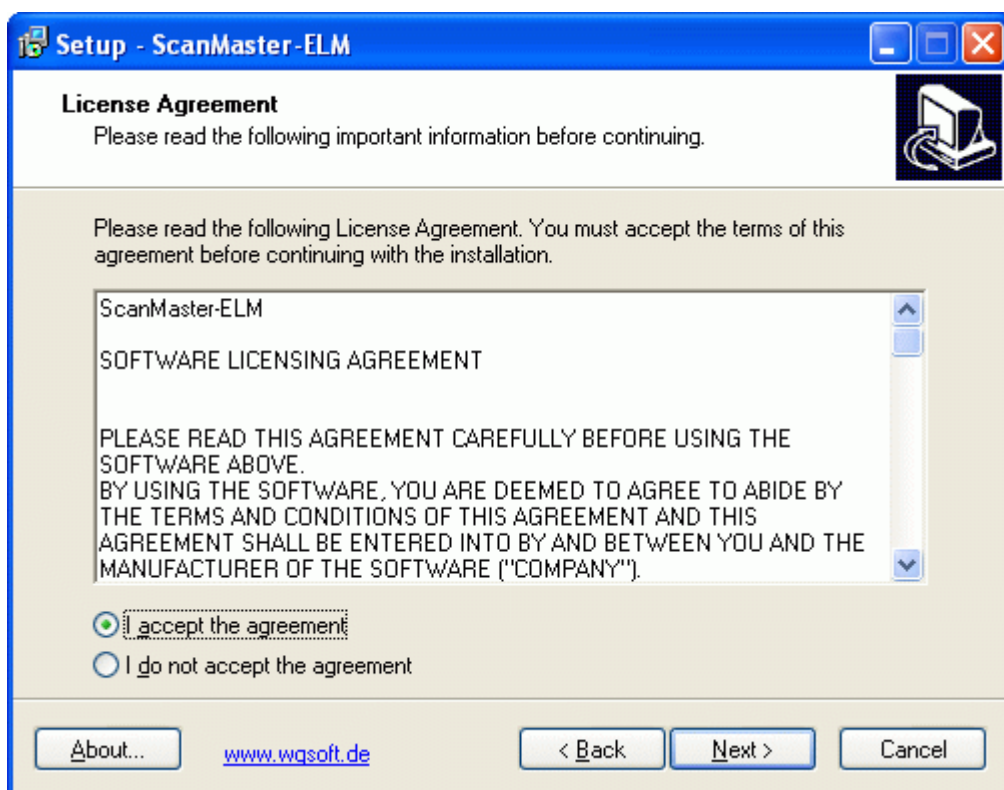 Setup - ScanMaster-ELM
License Agreement
Please read the following important information before continuing.
Please read the following License Agreement. You must accept the terms of this
agreement before continuing with the installation.
ScanMaster-ELM
SOFTWARE LICENSING AGREEMENT
PLEASE READ THIS AGREEMENT CAREFULLY BEFORE USING THE
SOFTWARE ABOVE.
BY USING THE SOFTWARE, YOU ARE DEEMED TO AGREE TO ABIDE BY
THE TERMS AND CONDITIONS OF THIS AGREEMENT AND THIS
AGREEMENT SHALL BE ENTERED INTO BY AND BETWEEN YOU AND THE
MANUFACTURER OF THE SOFTWARE ("COMPANY").
I accept the agreement
I do not accept the agreement
About... www.wgsoft.de < Back Next > Cancel